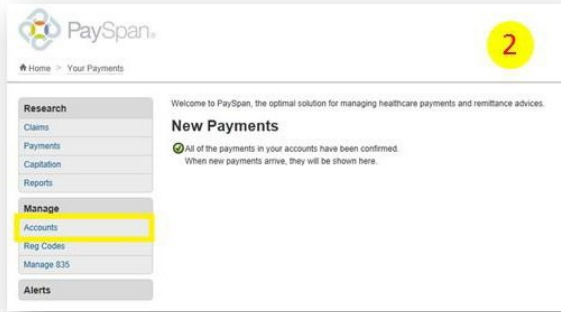 PaySpan®
2
Home > Your Payments
Research
Claims
Payments
Capitation
Reports
Manage
Accounts
Reg Codes
Manage 835
Alerts
Welcome to PaySpan, the optimal solution for managing healthcare payments and remittance advices.
New Payments
All of the payments in your accounts have been confirmed.
When new payments arrive, they will be shown here.